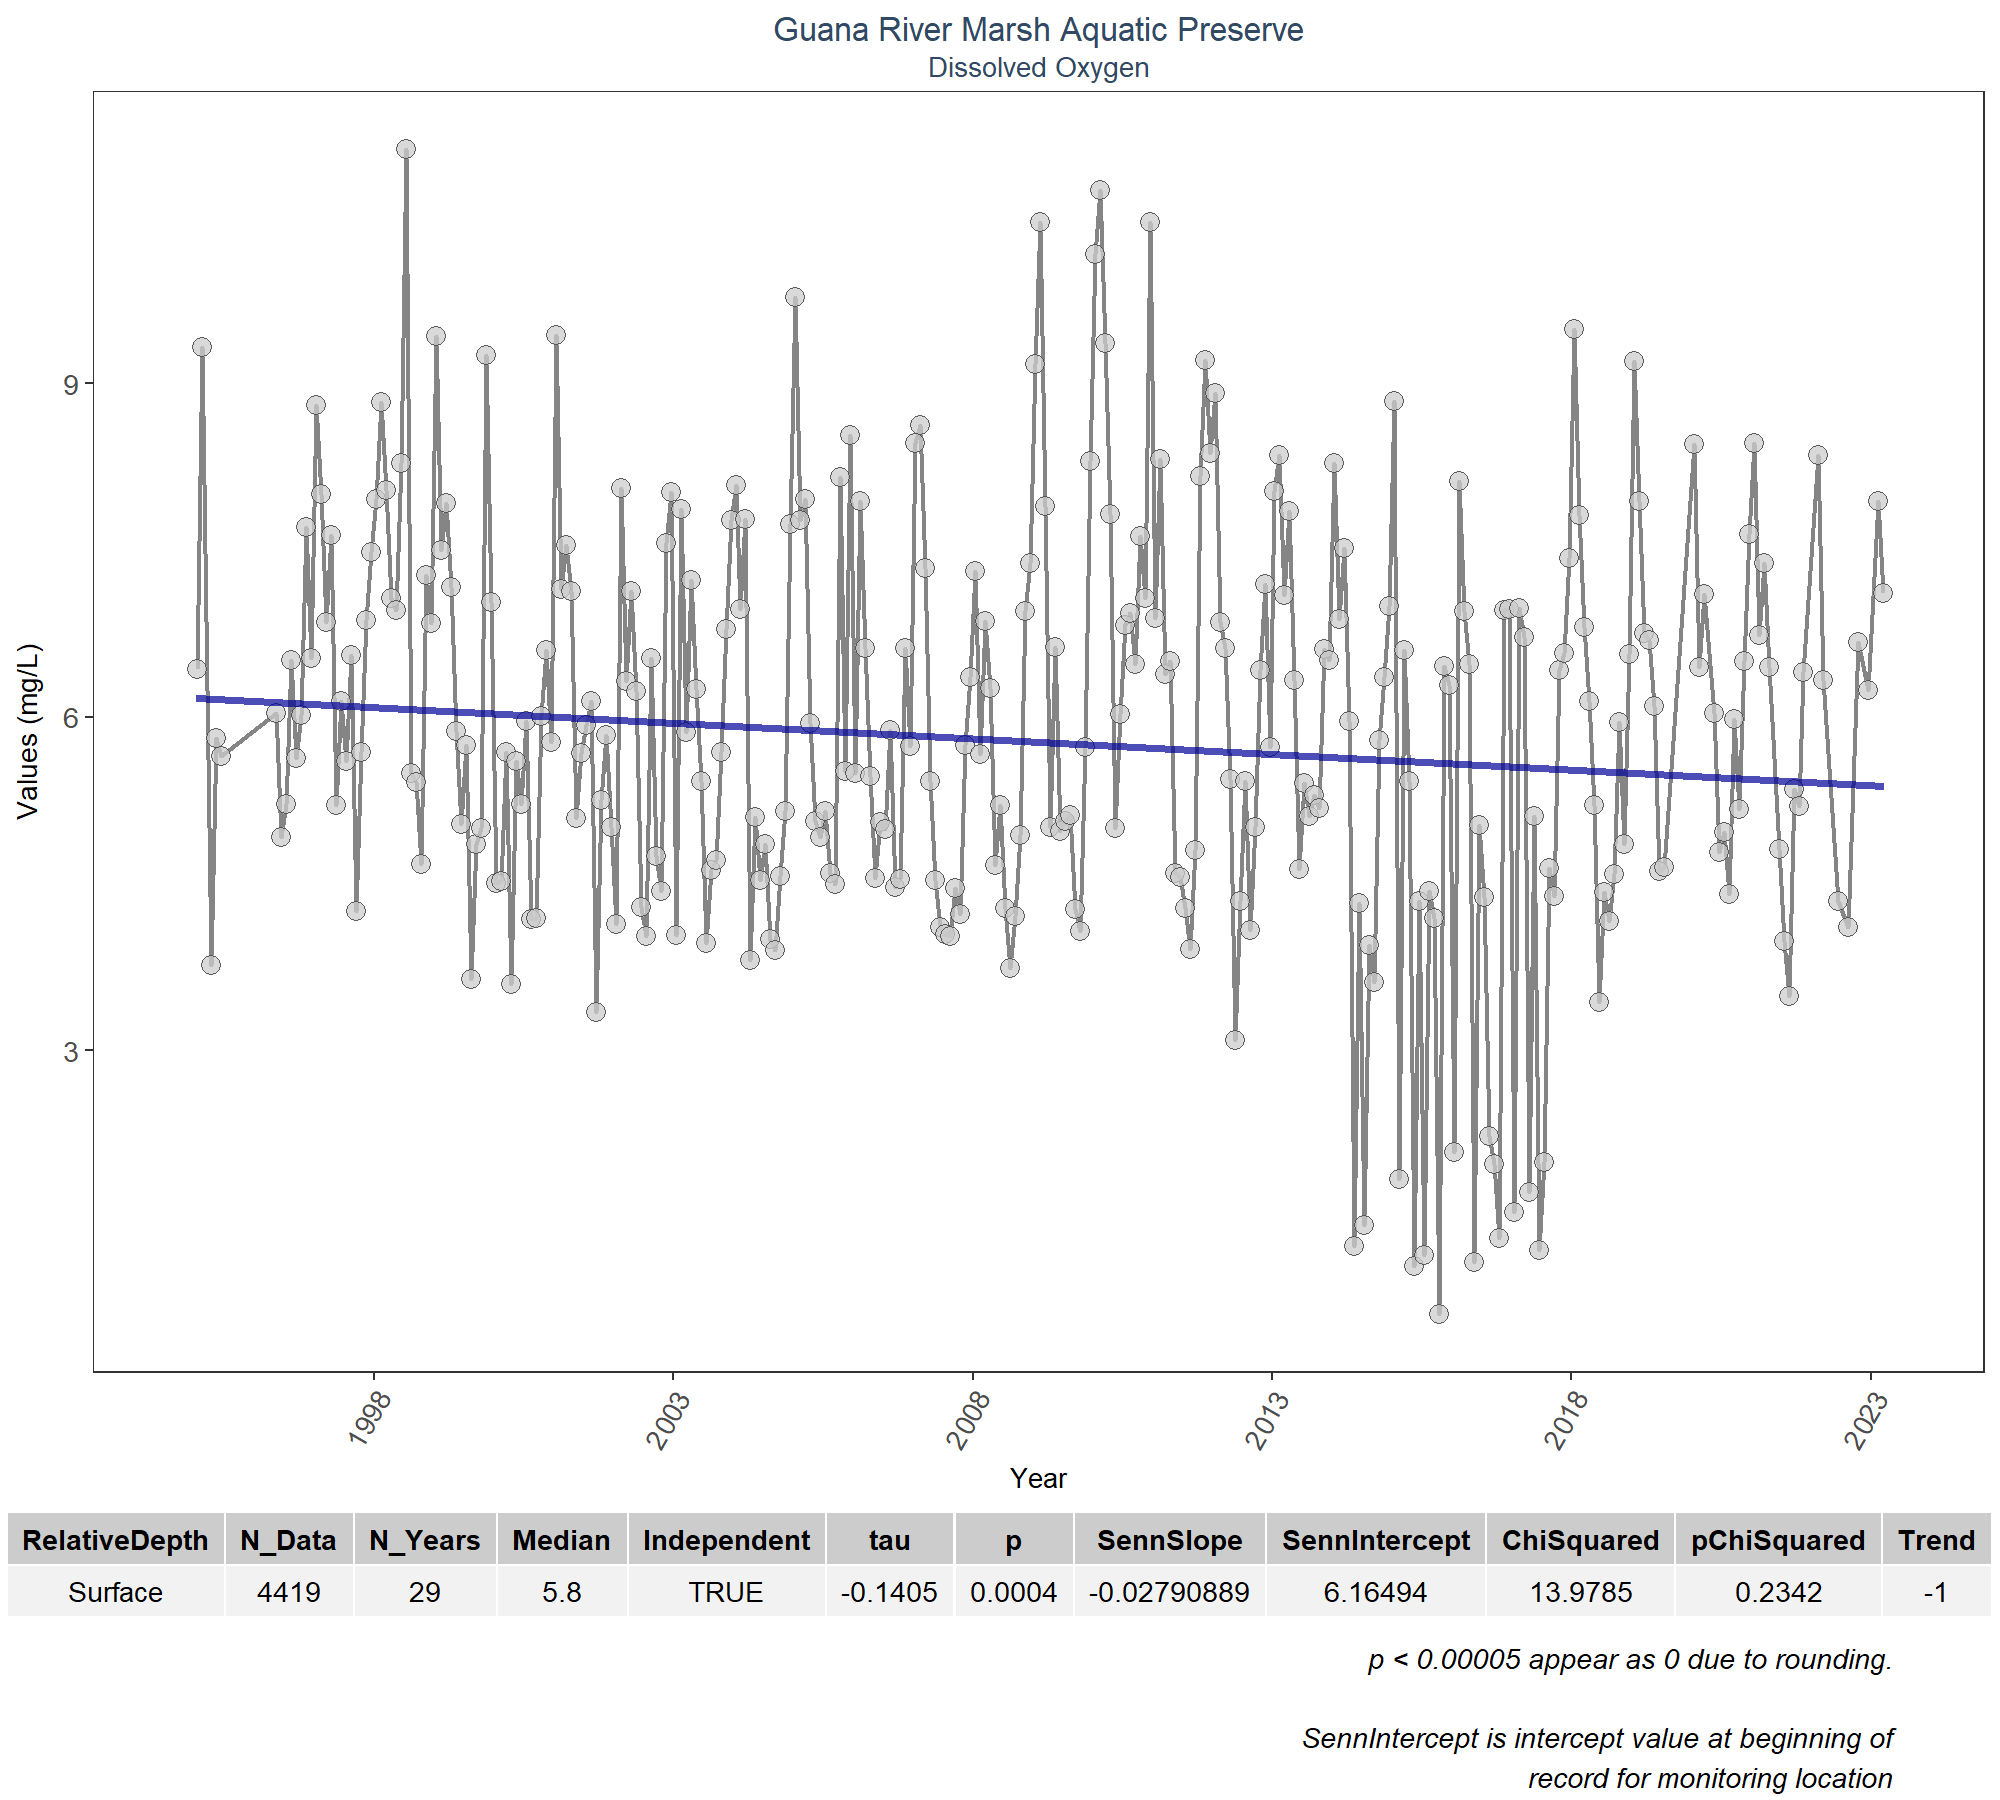 Guana River Marsh Aquatic Preserve
Dissolved Oxygen
Values (mg/L)
9
6
3
1998 2003 2008 2013 2018 2023
Year
RelativeDepth N_Data N_Years Median Independent tau p SennSlope SennIntercept ChiSquared pChiSquared Trend
Surface 4419 29 5.8 TRUE -0.1405 0.0004 -0.02790889 6.16494 13.9785 0.2342 -1
p < 0.00005 appear as 0 due to rounding.
SennIntercept is intercept value at beginning of
record for monitoring location